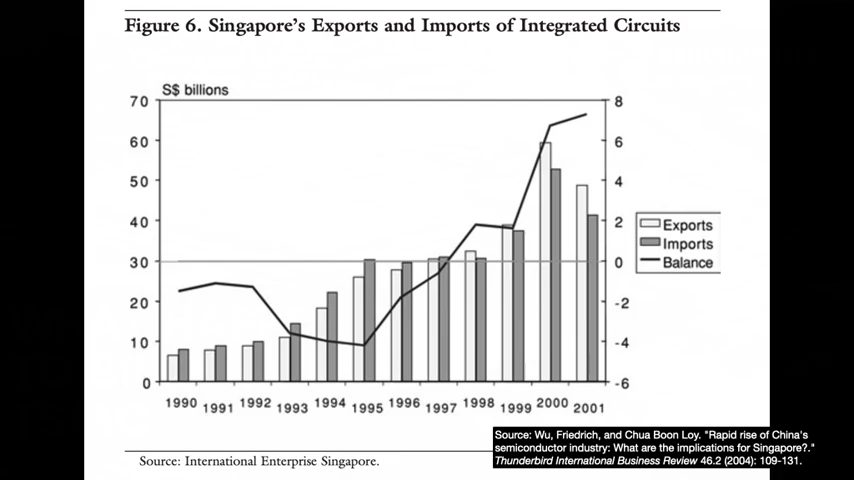 Figure 6. Singapore's Exports and Imports of Integrated Circuits
S$ billions
70
60
50
40
30
20
10
0
8
6
4
2
0
-2
-4
-6
1990 1991 1992 1993 1994 1995 1996 1997 1998 1999 2000 2001
Exports
Imports
Balance
Source: International Enterprise Singapore.
Source: Wu, Friedrich, and Chua Boon Loy. "Rapid rise of China's
semiconductor industry: What are the implications for Singapore?."
Thunderbird International Business Review 46.2 (2004): 109-131.